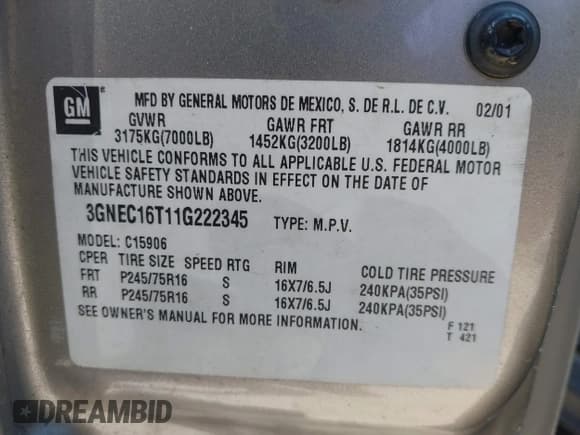 GM
MFD BY GENERAL MOTORS DE MEXICO, S. DE R.L. DE C.V. 02/01
GVWR GAWR FRT GAWR RR
3175KG(7000LB) 1452KG(3200LB) 1814KG(4000LB)
THIS VEHICLE CONFORMS TO ALL APPLICABLE U.S. FEDERAL MOTOR
VEHICLE SAFETY STANDARDS IN EFFECT ON THE DATE OF
MANUFACTURE SHOWN ABOVE.
3GNEC16T11G222345 TYPE: M.P.V.
MODEL: C15906
CPER TIRE SIZE SPEED RTG RIM COLD TIRE PRESSURE
FRT P245/75R16 S 16X7/6.5J 240KPA(35PSI)
RR P245/75R16 S 16X7/6.5J 240KPA(35PSI)
SEE OWNER'S MANUAL FOR MORE INFORMATION.
F 121
T 421
DREAMBID